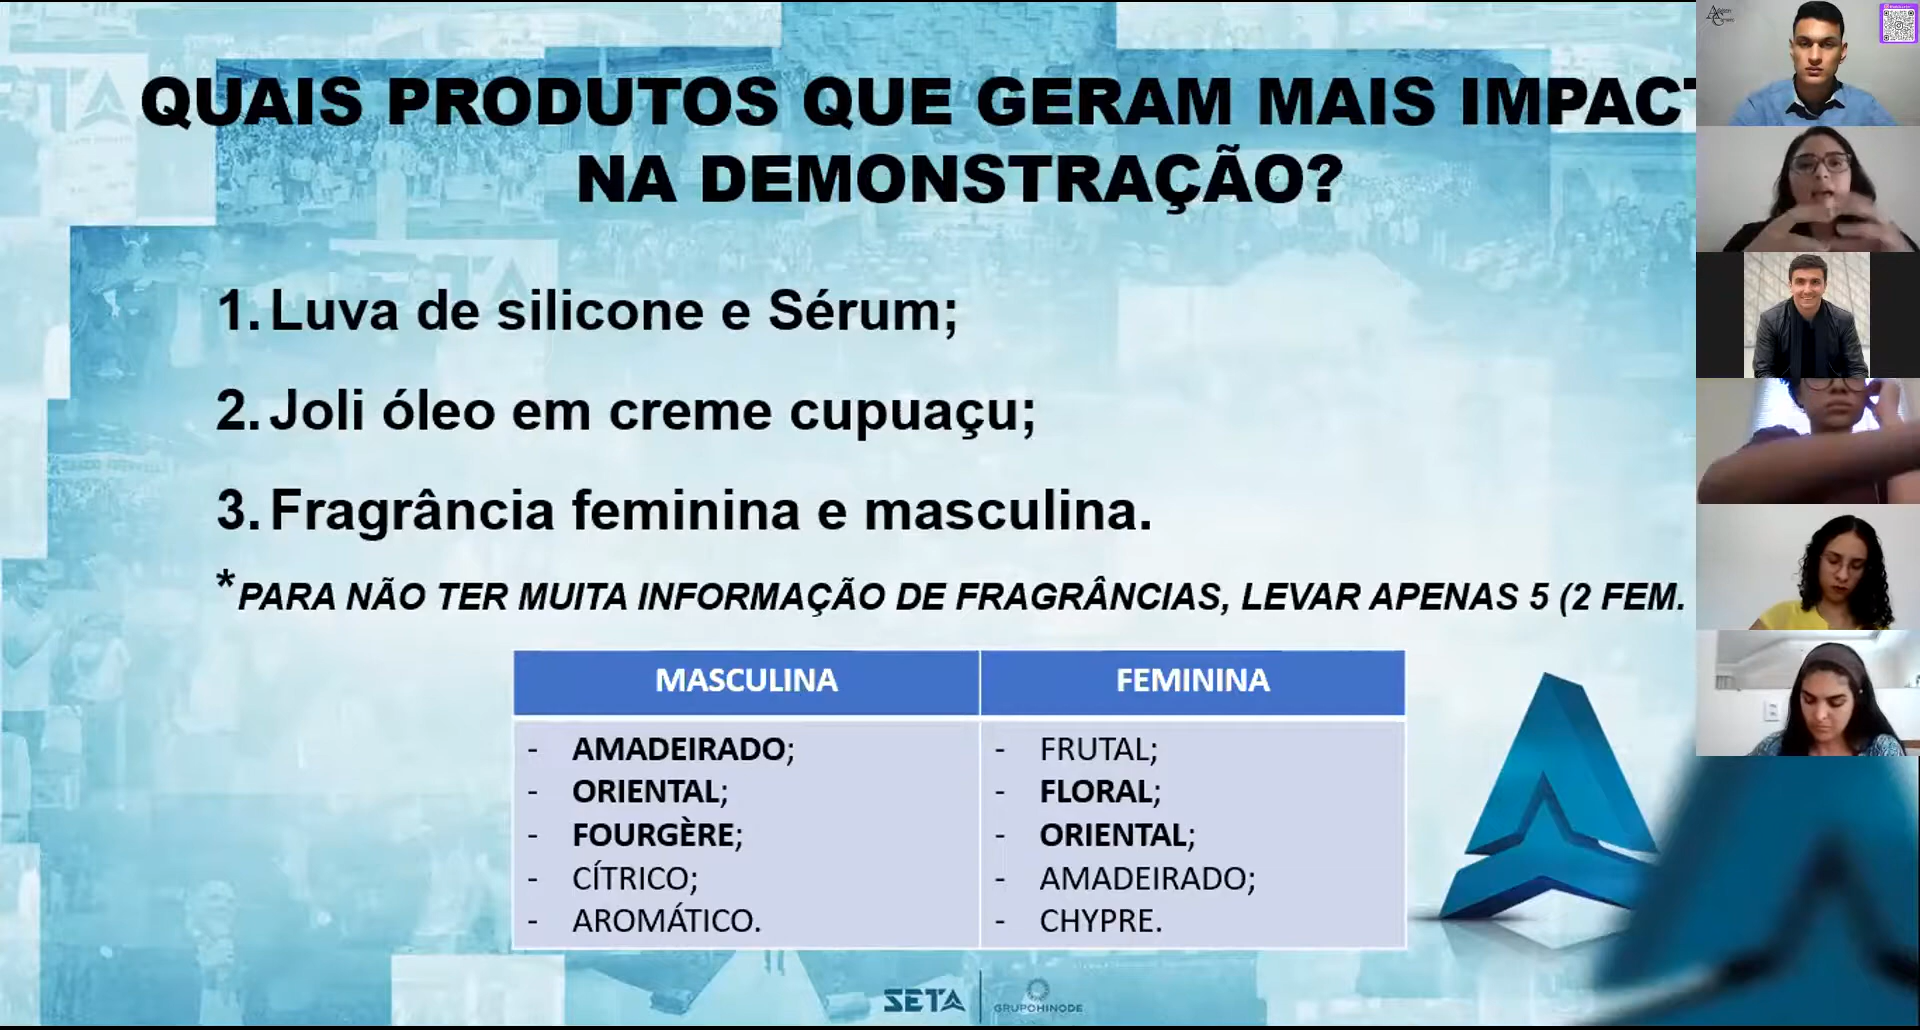 QUAIS PRODUTOS QUE GERAM MAIS IMPACT
NA DEMONSTRAÇÃO?
1. Luva de silicone e Sérum;
2. Joli óleo em creme cupuaçu;
3. Fragrância feminina e masculina.
*PARA NÃO TER MUITA INFORMAÇÃO DE FRAGRÂNCIAS, LEVAR APENAS 5 (2 FEM.
MASCULINA
FEMININA
- AMADEIRADO;
- ORIENTAL;
- FOURGÈRE;
- CÍTRICO;
- AROMÁTICO.
- FRUTAL;
- FLORAL;
- ORIENTAL;
- AMADEIRADO;
- CHYPRE.
SETA
GRUPOHINODE